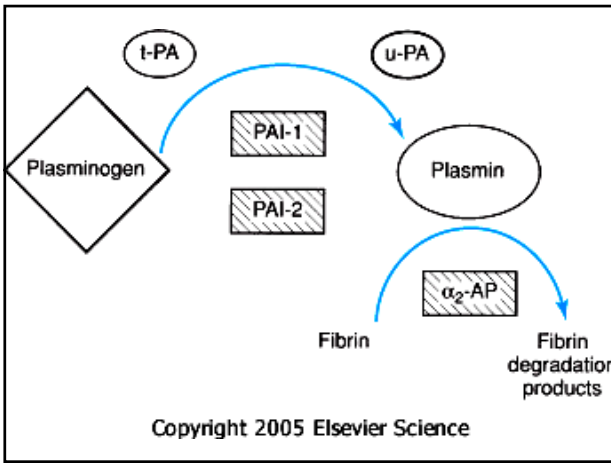 t-PA
u-PA
PAI-1
Plasminogen
Plasmin
PAI-2
α₂-AP
Fibrin
Fibrin
degradation
products
Copyright 2005 Elsevier Science